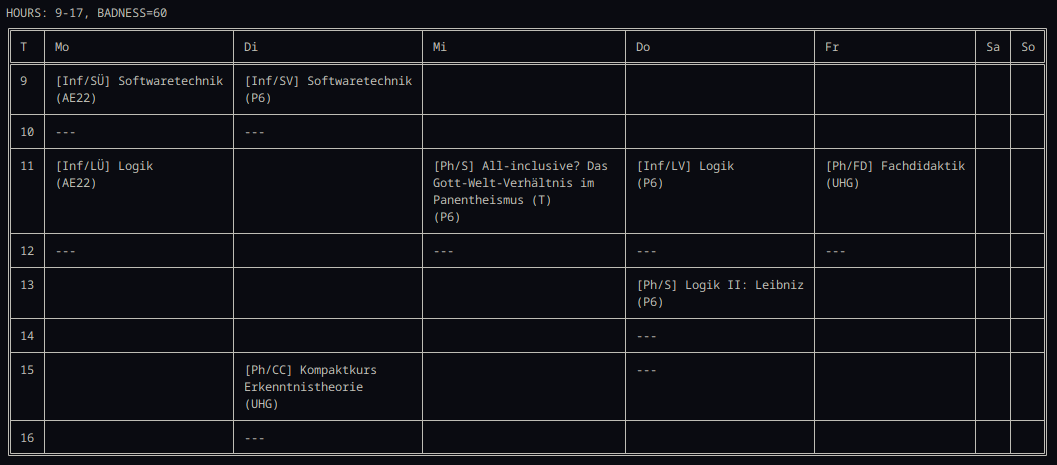 HOURS: 9-17, BADNESS=60
T Mo Di Mi Do Fr Sa So
9 [Inf/SÜ] Softwaretechnik [Inf/SV] Softwaretechnik
(AE22) (P6)
10 --- ---
11 [Inf/LÜ] Logik [Ph/S] All-inclusive? Das [Inf/LV] Logik [Ph/FD] Fachdidaktik
(AE22) Gott-Welt-Verhältnis im (P6) (UHG)
Panentheismus (T)
(P6)
12 --- --- --- ---
13 [Ph/S] Logik II: Leibniz
(P6)
14 ---
15 [Ph/CC] Kompaktkurs ---
Erkenntnistheorie
(UHG)
16 ---